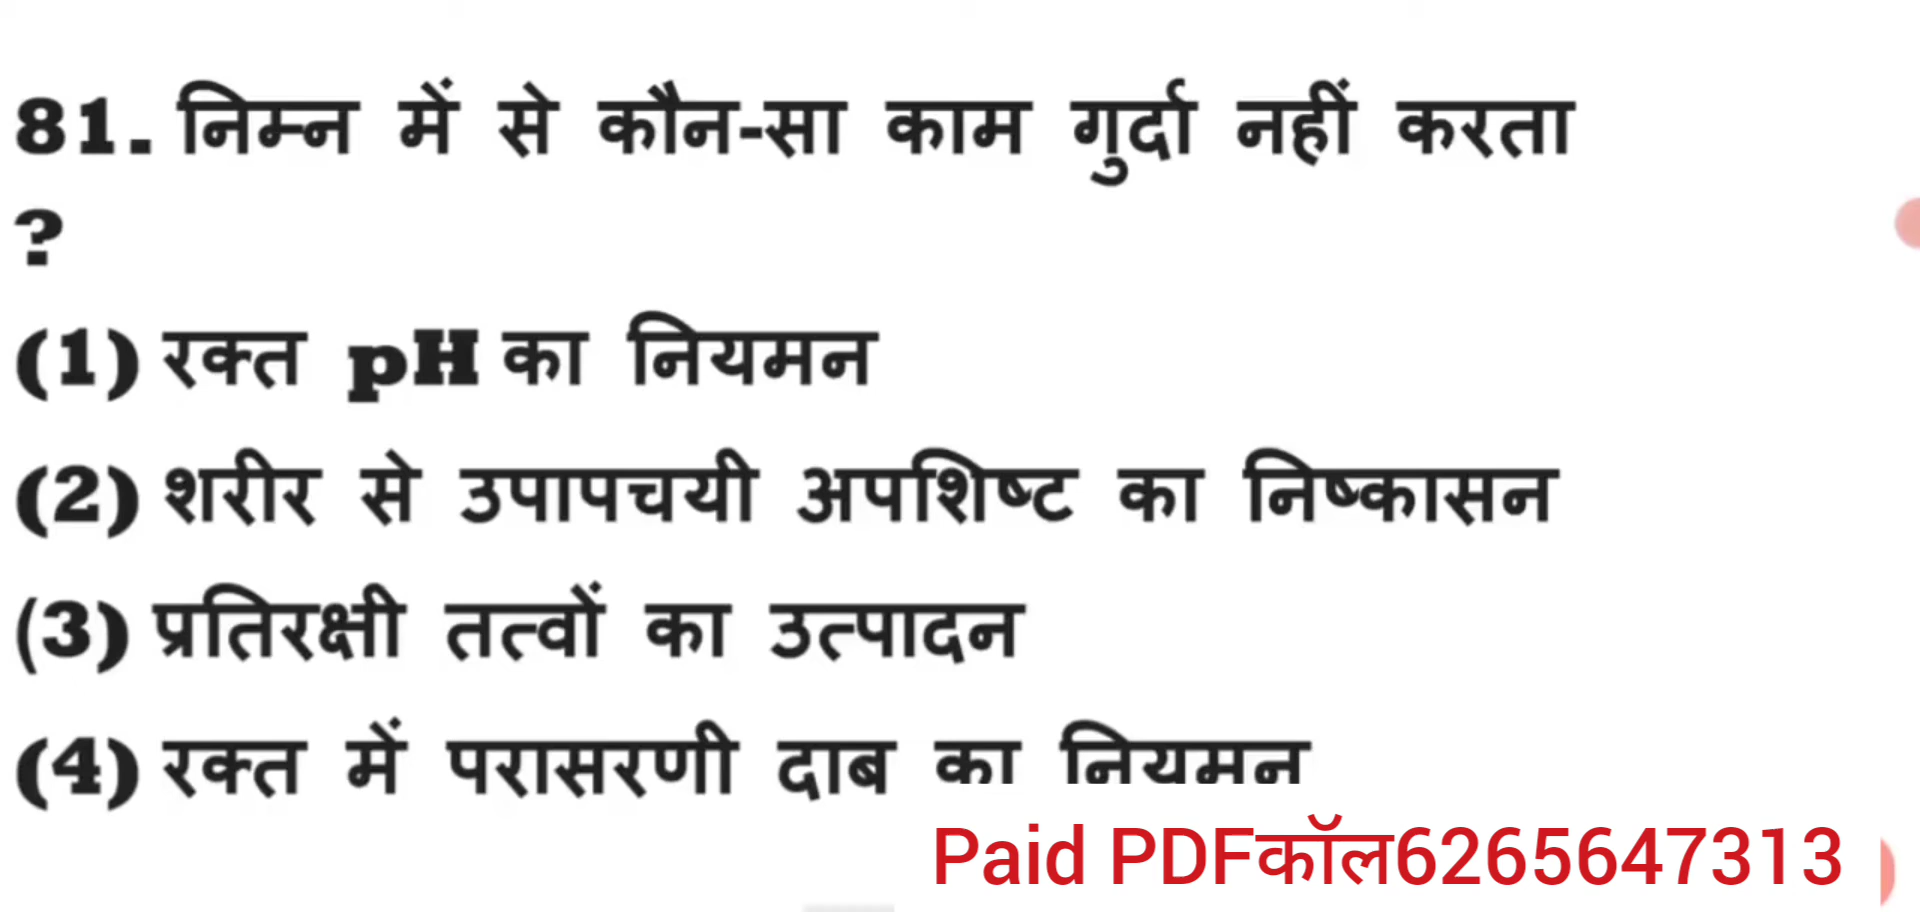 81. निम्न में से कौन-सा काम गुर्दा नहीं करता
?
(1) रक्त pH का नियमन
(2) शरीर से उपापचयी अपशिष्ट का निष्कासन
(3) प्रतिरक्षी तत्वों का उत्पादन
(4) रक्त में परासरणी दाब का नियमन
Paid PDFकॉल6265647313